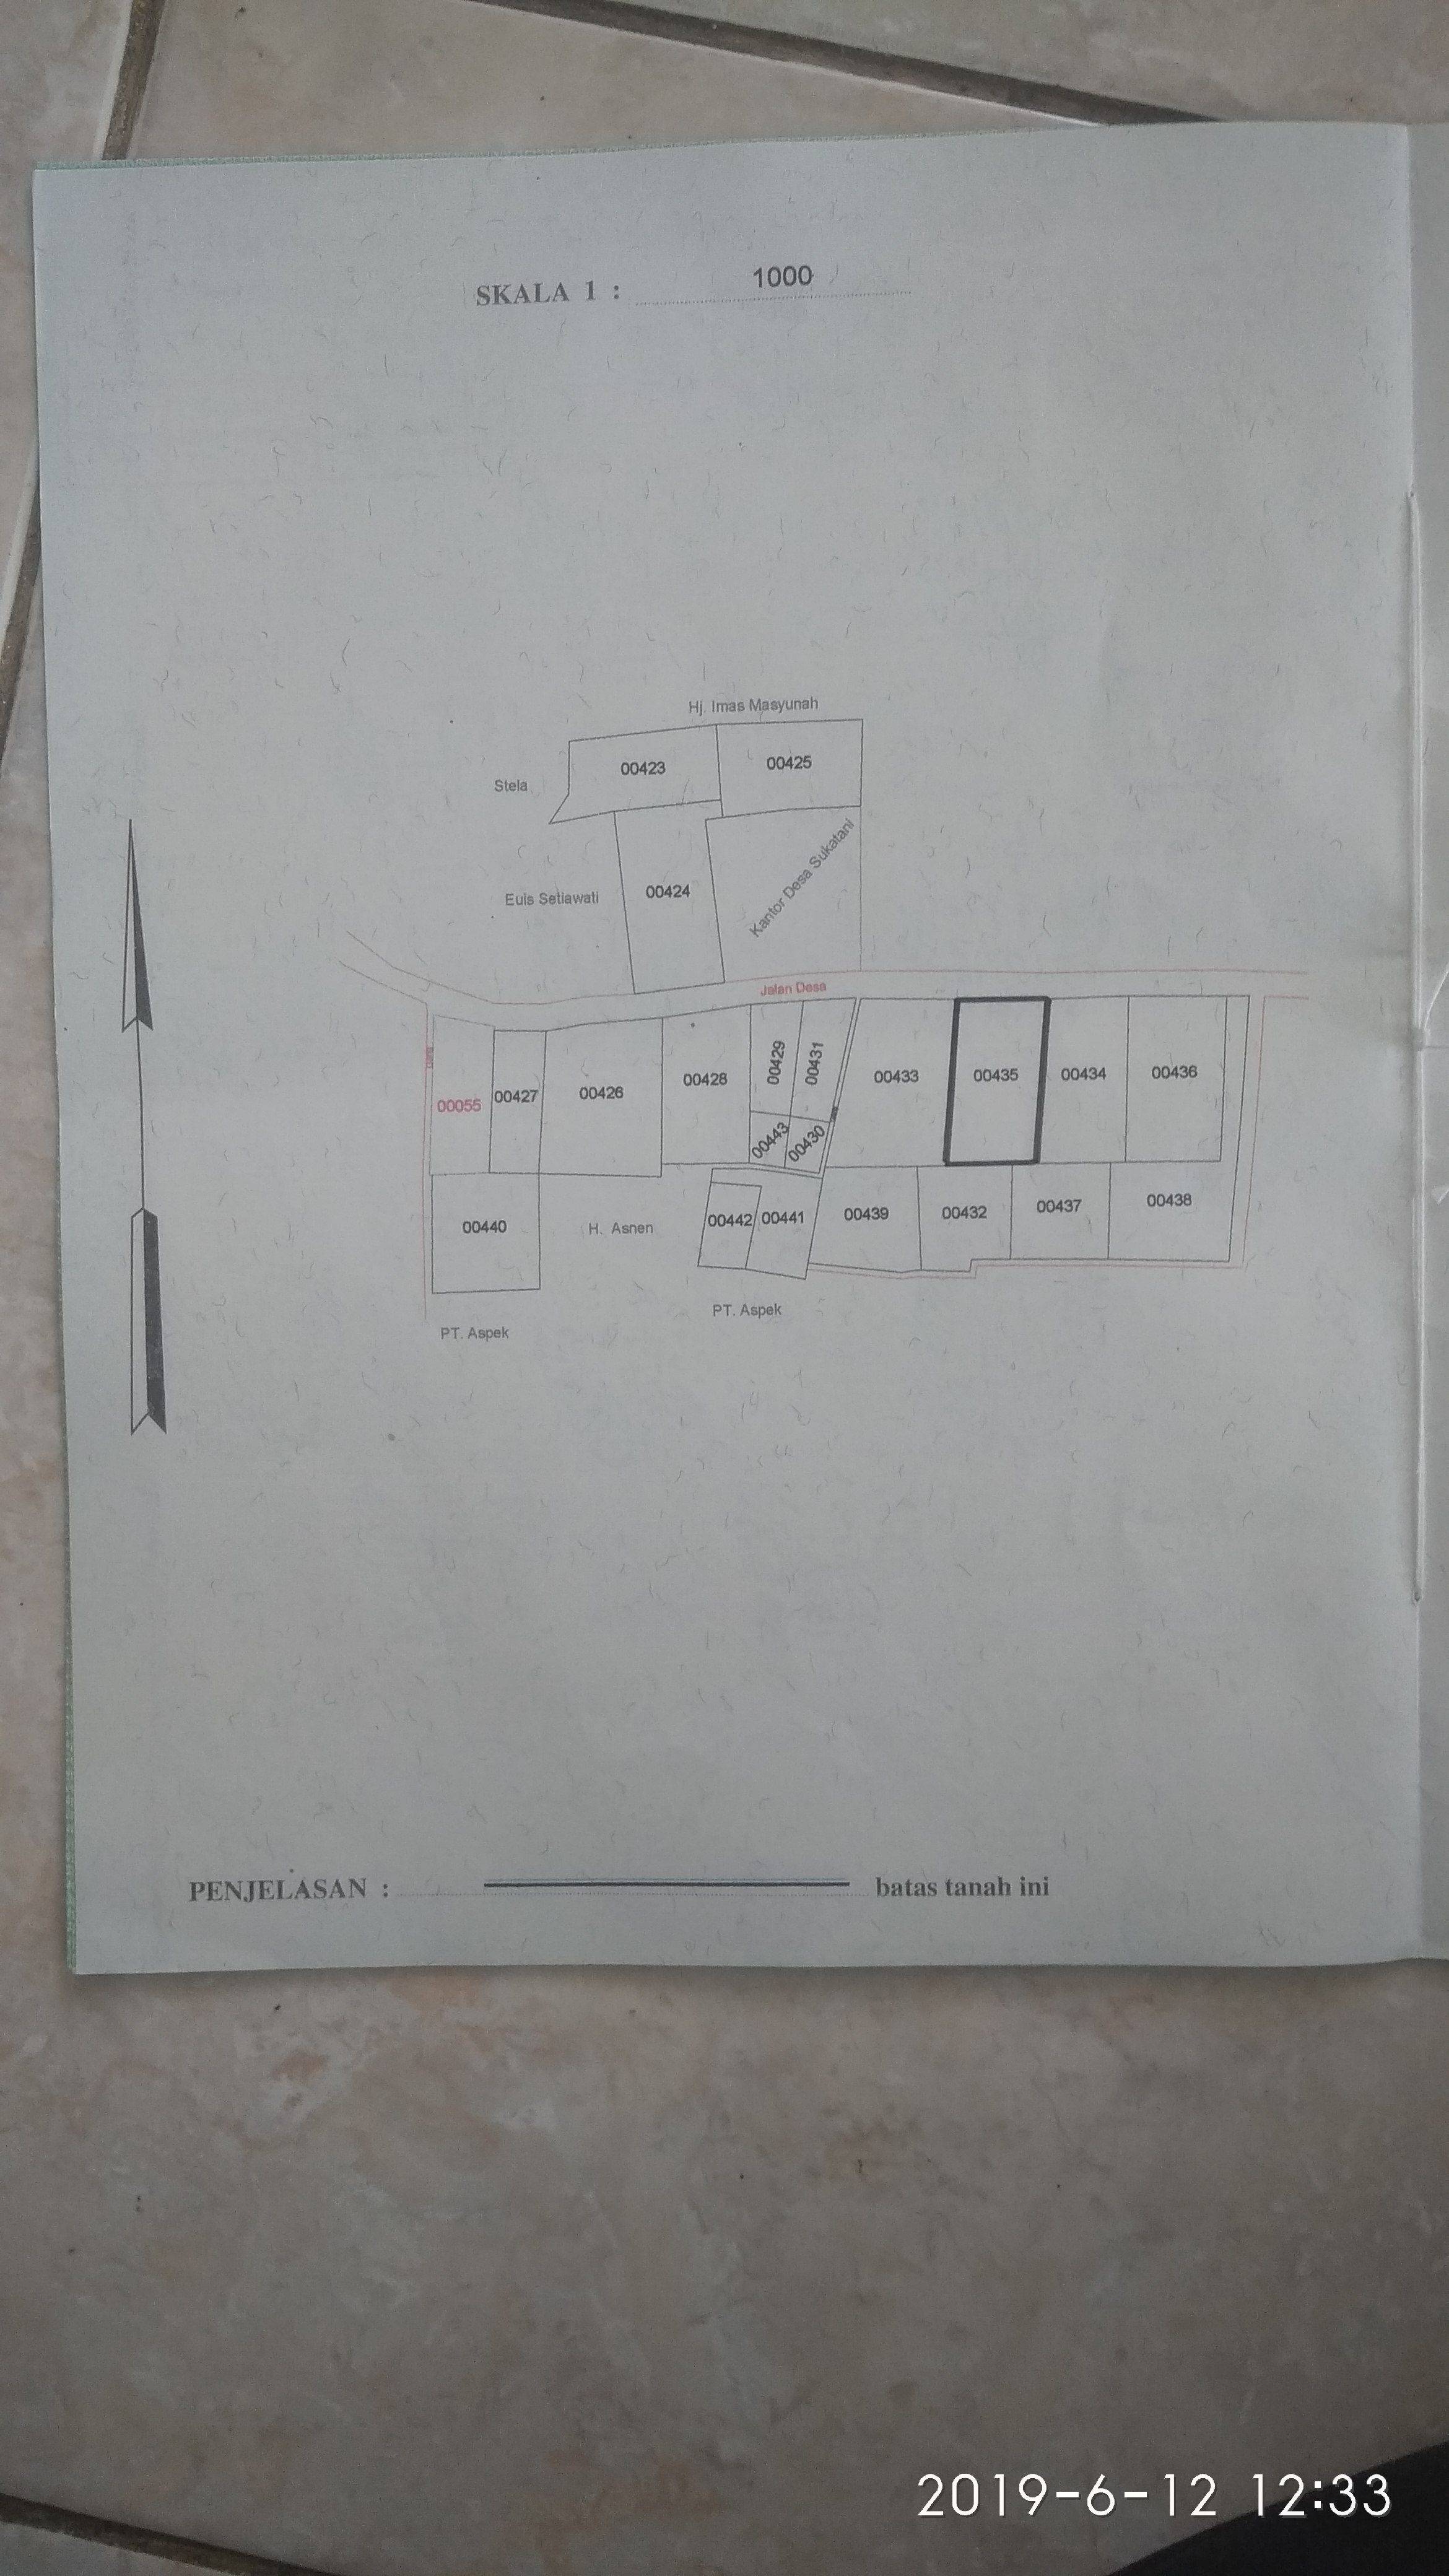 SKALA 1 : 1000
Hj. Imas Masyunah
00423
00425
Stela
Euis Setiawati
00424
Kantor Desa Sukatani
Jalan Desa
00055
00427
00426
00428
00429
00431
00443
00430
00433
00435
00434
00436
00440
H. Asnen
00442
00441
00439
00432
00437
00438
PT. Aspek
PT. Aspek
PENJELASAN : batas tanah ini
2019-6-12 12:33